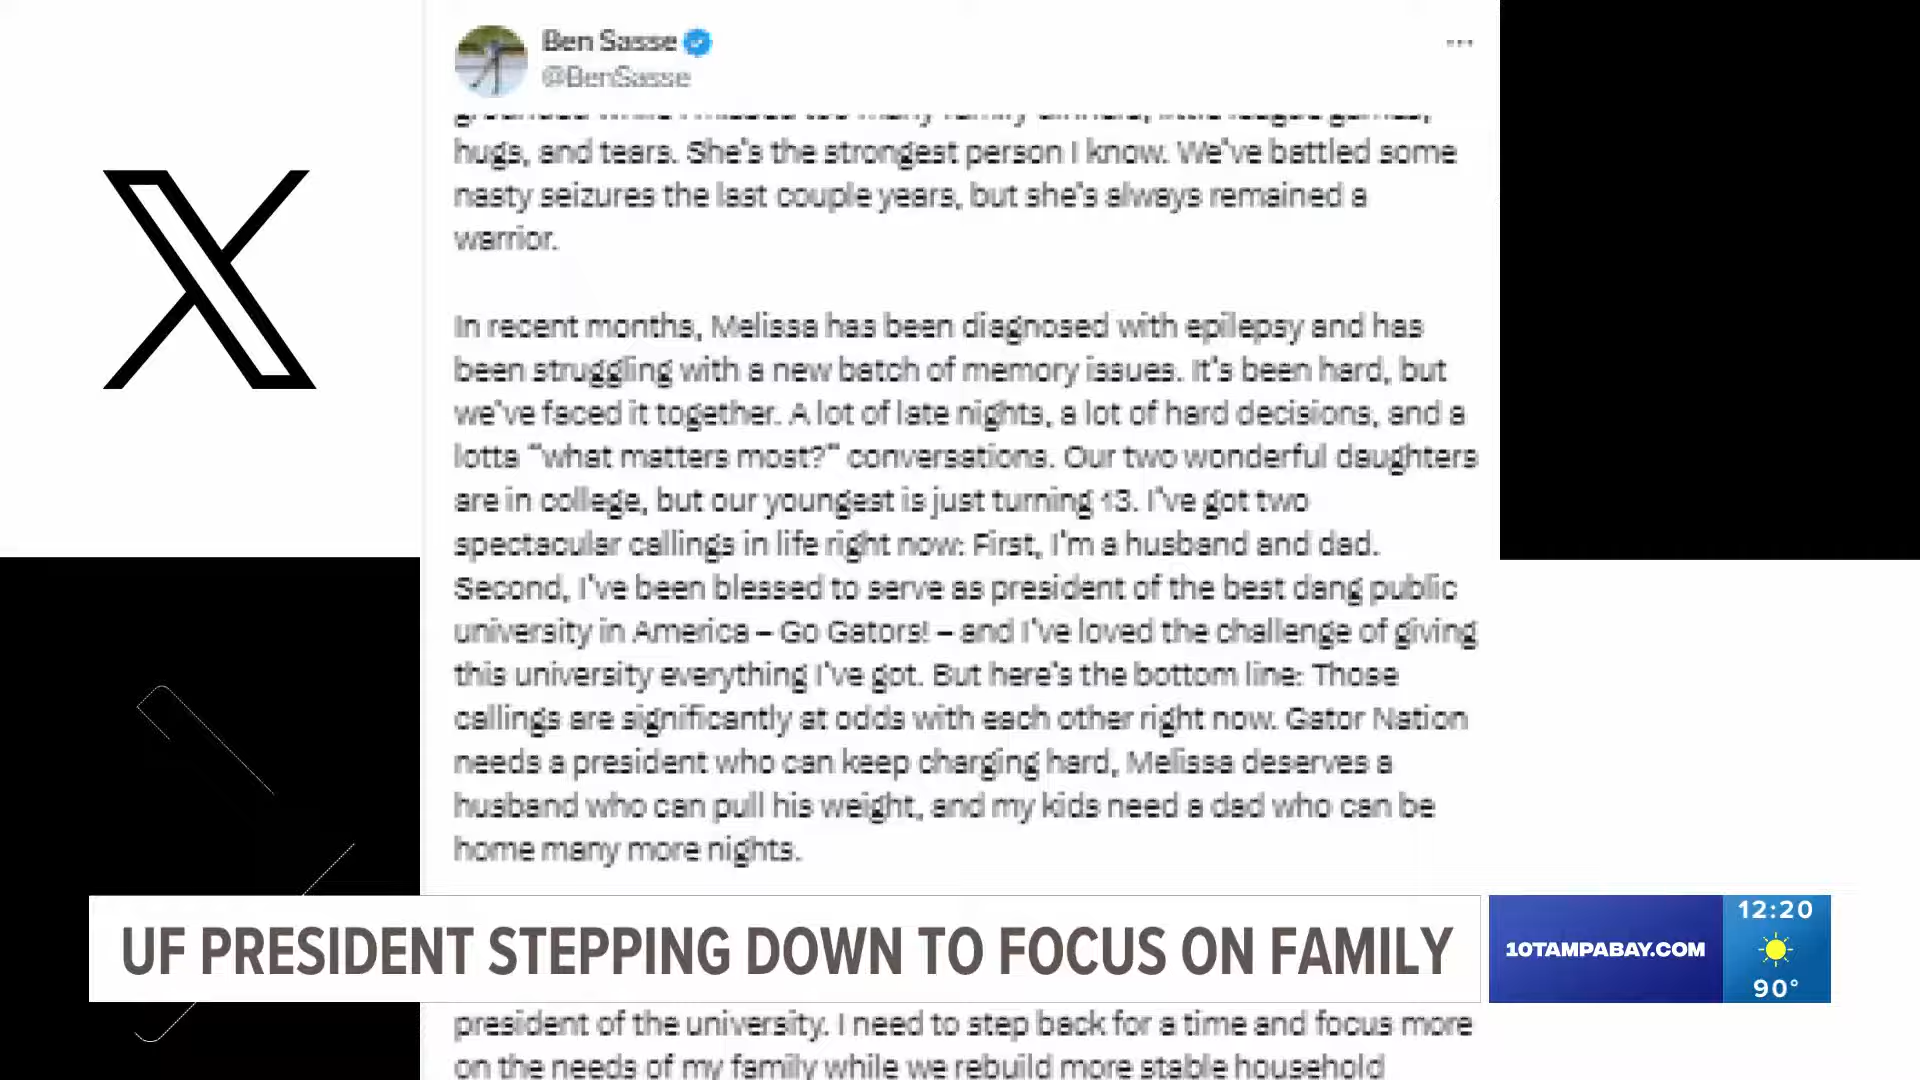 Ben Sasse
@BenSasse
grounded while I missed too many family dinners, little league games,
hugs, and tears. She's the strongest person I know. We've battled some
nasty seizures the last couple years, but she's always remained a
warrior.
In recent months, Melissa has been diagnosed with epilepsy and has
been struggling with a new batch of memory issues. It's been hard, but
we've faced it together. A lot of late nights, a lot of hard decisions, and a
lotta "what matters most?" conversations. Our two wonderful daughters
are in college, but our youngest is just turning 13. I've got two
spectacular callings in life right now: First, I'm a husband and dad.
Second, I've been blessed to serve as president of the best dang public
university in America – Go Gators! – and I've loved the challenge of giving
this university everything I've got. But here's the bottom line: Those
callings are significantly at odds with each other right now. Gator Nation
needs a president who can keep charging hard, Melissa deserves a
husband who can pull his weight, and my kids need a dad who can be
home many more nights.
UF PRESIDENT STEPPING DOWN TO FOCUS ON FAMILY
10TAMPABAY.COM
12:20
90°
president of the university. I need to step back for a time and focus more
on the needs of my family while we rebuild more stable household